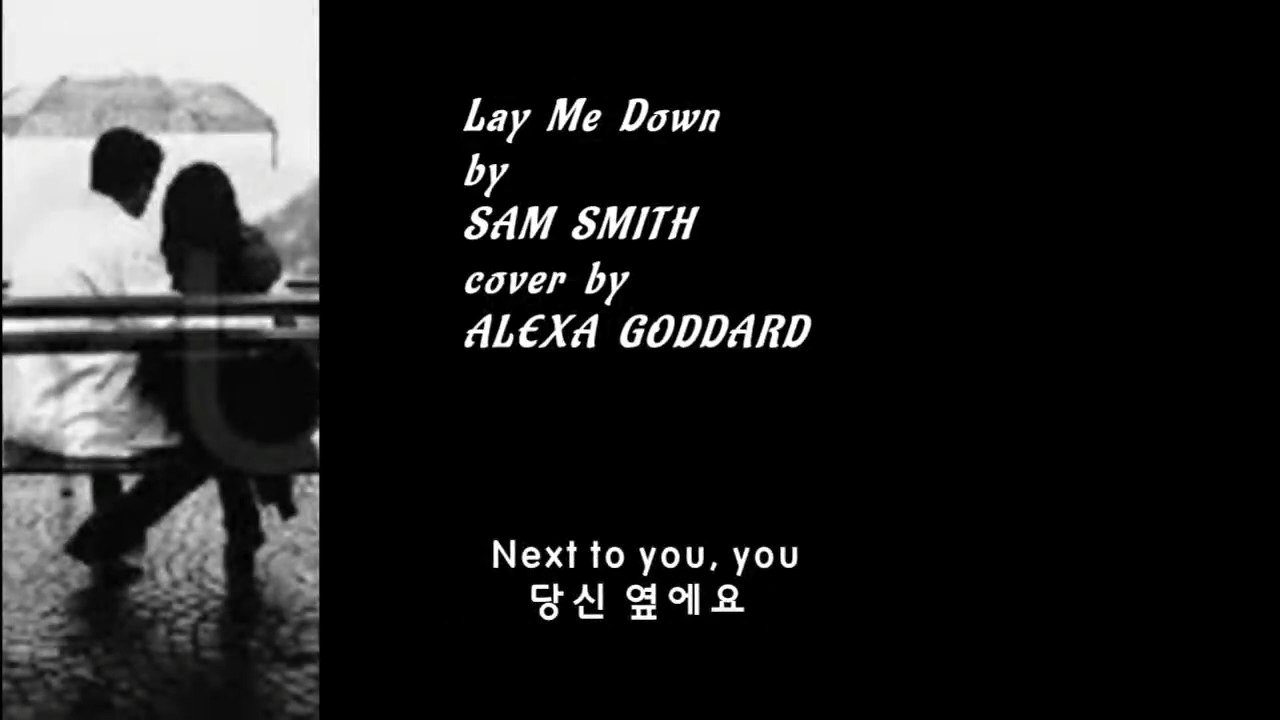 Lay Me Down
by
SAM SMITH
cover by
ALEXA GODDARD
Next to you, you
당신 옆에요